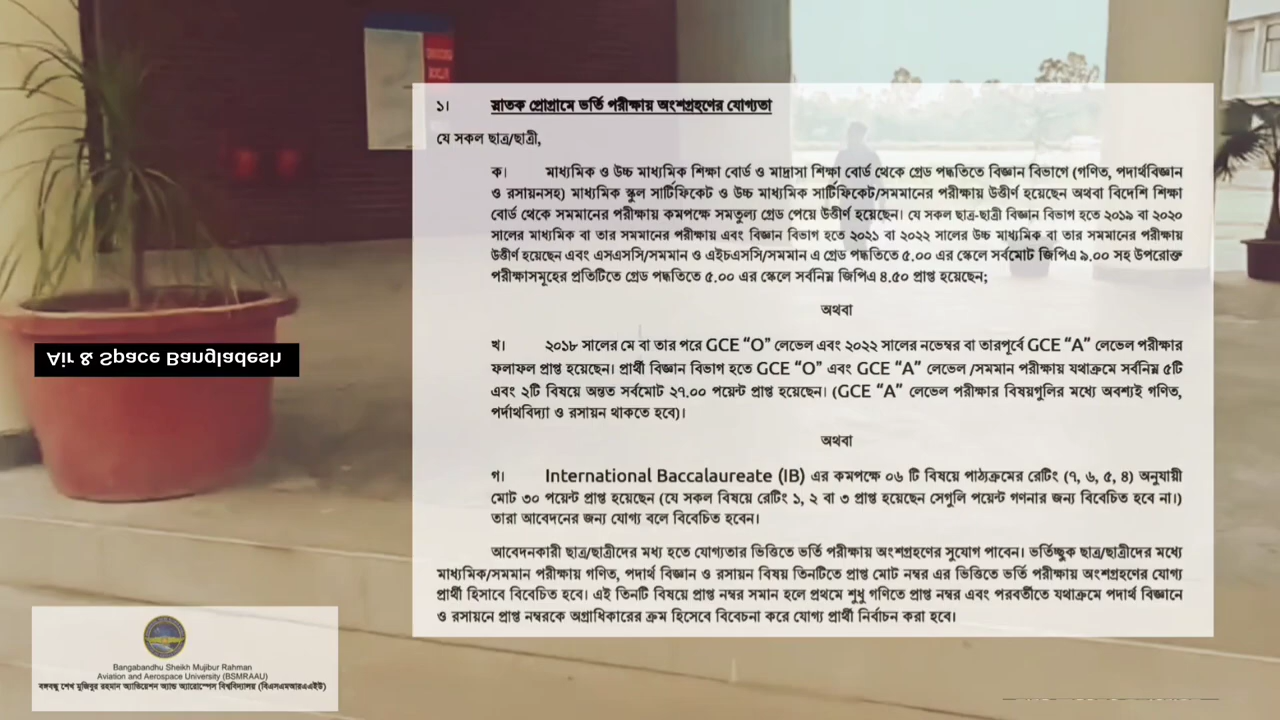 ১। স্নাতক প্রোগ্রামে ভর্তি পরীক্ষায় অংশগ্রহণের যোগ্যতা
যে সকল ছাত্র/ছাত্রী,
ক। মাধ্যমিক ও উচ্চ মাধ্যমিক শিক্ষা বোর্ড ও মাদ্রাসা শিক্ষা বোর্ড থেকে গ্রেড পদ্ধতিতে বিজ্ঞান বিভাগে (গণিত, পদার্থবিজ্ঞান
ও রসায়নসহ) মাধ্যমিক স্কুল সার্টিফিকেট ও উচ্চ মাধ্যমিক সার্টিফিকেট/সমমানের পরীক্ষায় উত্তীর্ণ হয়েছেন অথবা বিদেশি শিক্ষা
বোর্ড থেকে সমমানের পরীক্ষায় কমপক্ষে সমতুল্য গ্রেড পেয়ে উত্তীর্ণ হয়েছেন। যে সকল ছাত্র-ছাত্রী বিজ্ঞান বিভাগ হতে ২০১৯ বা ২০২০
সালের মাধ্যমিক বা তার সমমানের পরীক্ষায় এবং বিজ্ঞান বিভাগ হতে ২০২১ বা ২০২২ সালের উচ্চ মাধ্যমিক বা তার সমমানের পরীক্ষায়
উত্তীর্ণ হয়েছেন এবং এসএসসি/সমমান ও এইচএসসি/সমমান এ গ্রেড পদ্ধতিতে ৫.০০ এর স্কেলে সর্বমোট জিপিএ ৯.০০ সহ উপরোক্ত
পরীক্ষাসমূহের প্রতিটিতে গ্রেড পদ্ধতিতে ৫.০০ এর স্কেলে সর্বনিম্ন জিপিএ ৪.৫০ প্রাপ্ত হয়েছেন;
অথবা
খ। ২০১৮ সালের মে বা তার পরে GCE “O” লেভেল এবং ২০২২ সালের নভেম্বর বা তারপূর্বে GCE “A” লেভেল পরীক্ষার
ফলাফল প্রাপ্ত হয়েছেন। প্রার্থী বিজ্ঞান বিভাগ হতে GCE “O” এবং GCE “A” লেভেল /সমমান পরীক্ষায় যথাক্রমে সর্বনিম্ন ৫টি
এবং ২টি বিষয়ে অন্তত সর্বমোট ২৭.০০ পয়েন্ট প্রাপ্ত হয়েছেন। (GCE “A” লেভেল পরীক্ষার বিষয়গুলির মধ্যে অবশ্যই গণিত,
পর্দাথবিদ্যা ও রসায়ন থাকতে হবে)।
অথবা
গ। International Baccalaureate (IB) এর কমপক্ষে ০৬ টি বিষয়ে পাঠ্যক্রমের রেটিং (৭, ৬, ৫, ৪) অনুযায়ী
মোট ৩০ পয়েন্ট প্রাপ্ত হয়েছেন (যে সকল বিষয়ে রেটিং ১, ২ বা ৩ প্রাপ্ত হয়েছেন সেগুলি পয়েন্ট গণনার জন্য বিবেচিত হবে না।)
তারা আবেদনের জন্য যোগ্য বলে বিবেচিত হবেন।
আবেদনকারী ছাত্র/ছাত্রীদের মধ্য হতে যোগ্যতার ভিত্তিতে ভর্তি পরীক্ষায় অংশগ্রহণের সুযোগ পাবেন। ভর্তিচ্ছুক ছাত্র/ছাত্রীদের মধ্যে
মাধ্যমিক/সমমান পরীক্ষায় গণিত, পদার্থ বিজ্ঞান ও রসায়ন বিষয় তিনটিতে প্রাপ্ত মোট নম্বর এর ভিত্তিতে ভর্তি পরীক্ষায় অংশগ্রহণের যোগ্য
প্রার্থী হিসাবে বিবেচিত হবে। এই তিনটি বিষয়ে প্রাপ্ত নম্বর সমান হলে প্রথমে শুধু গণিতে প্রাপ্ত নম্বর এবং পরবর্তীতে যথাক্রমে পদার্থ বিজ্ঞানে
ও রসায়নে প্রাপ্ত নম্বরকে অগ্রাধিকারের ক্রম হিসেবে বিবেচনা করে যোগ্য প্রার্থী নির্বাচন করা হবে।
Air & Space Bangladesh
Bangabandhu Sheikh Mujibur Rahman
Aviation and Aerospace University (BSMRAAU)
বঙ্গবন্ধু শেখ মুজিবুর রহমান অ্যাভিয়েশন অ্যান্ড অ্যারোস্পেস বিশ্ববিদ্যালয় (বিএসএমআরএএইউ)